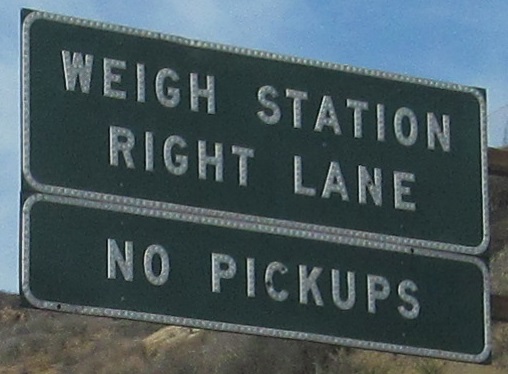 WEIGH STATION
RIGHT LANE
NO PICKUPS